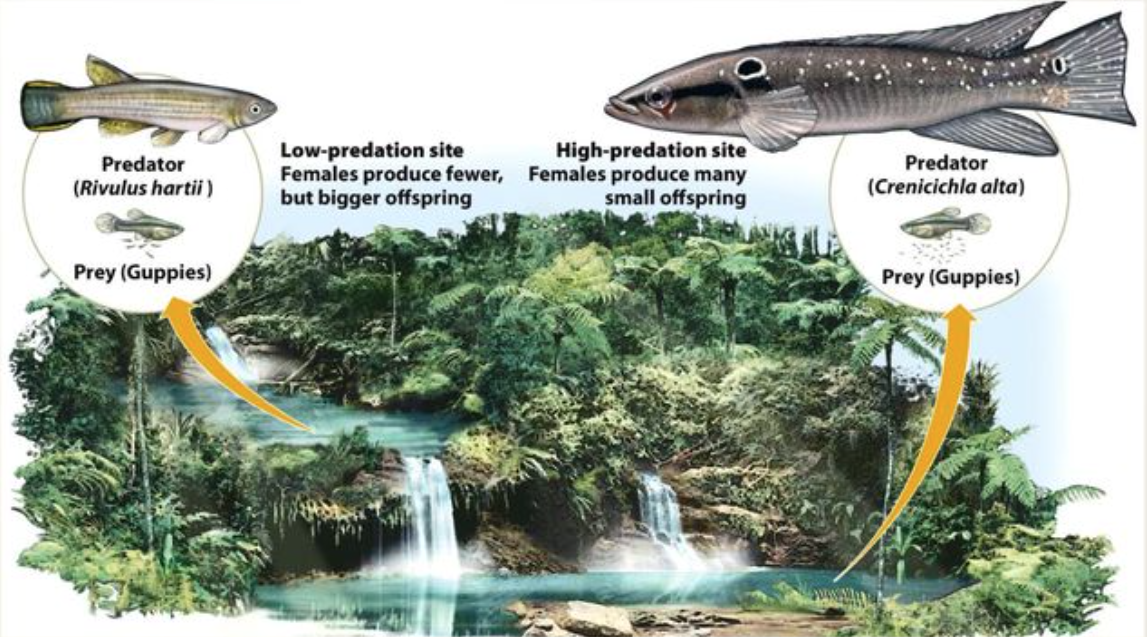 Predator
(Rivulus hartii )
Prey (Guppies)
Low-predation site
Females produce fewer,
but bigger offspring
High-predation site
Females produce many
small offspring
Predator
(Crenicichla alta)
Prey (Guppies)